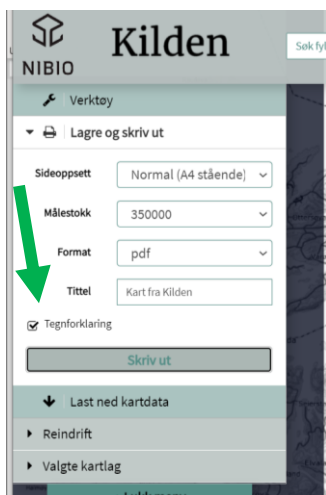 Kilden
Søk fyl
NIBIO
Verktøy
Lagre og skriv ut
Sideoppsett Normal (A4 stående)
Målestokk 350000
Format pdf
Tittel Kart fra Kilden
Tegnforklaring
Skriv ut
Last ned kartdata
Reindrift
Valgte kartlag